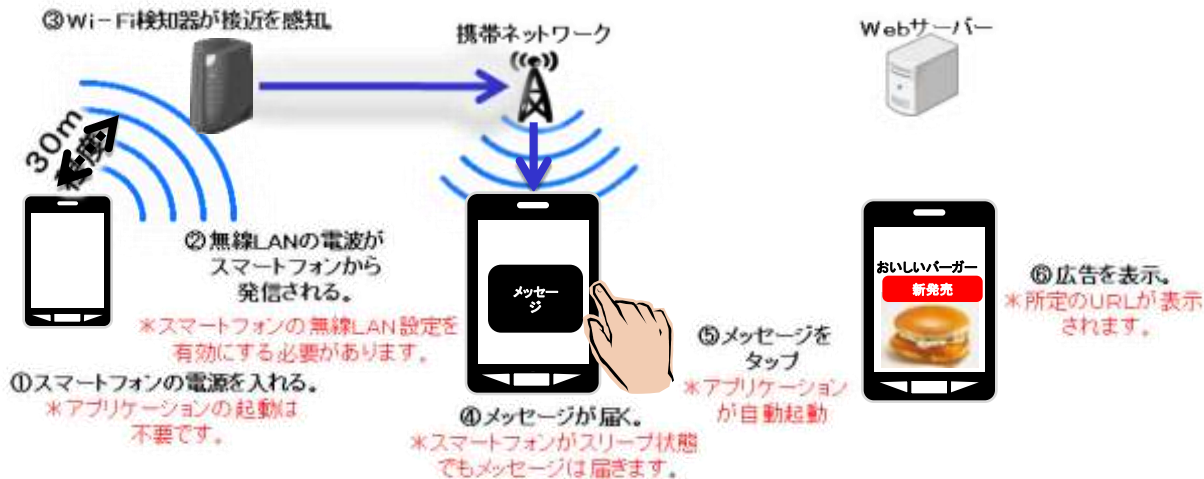 ③Wi-Fi検知器が接近を感知。
携帯ネットワーク
Webサーバー
30m
程度
②無線LANの電波が
スマートフォンから
発信される。
*スマートフォンの無線LAN設定を
有効にする必要があります。
①スマートフォンの電源を入れる。
*アプリケーションの起動は
不要です。
メッセー
ジ
④メッセージが届く。
*スマートフォンがスリープ状態
でもメッセージは届きます。
⑤メッセージを
タップ
*アプリケーション
が自動起動
おいしいバーガー
新発売
⑥広告を表示。
*所定のURLが表示
されます。